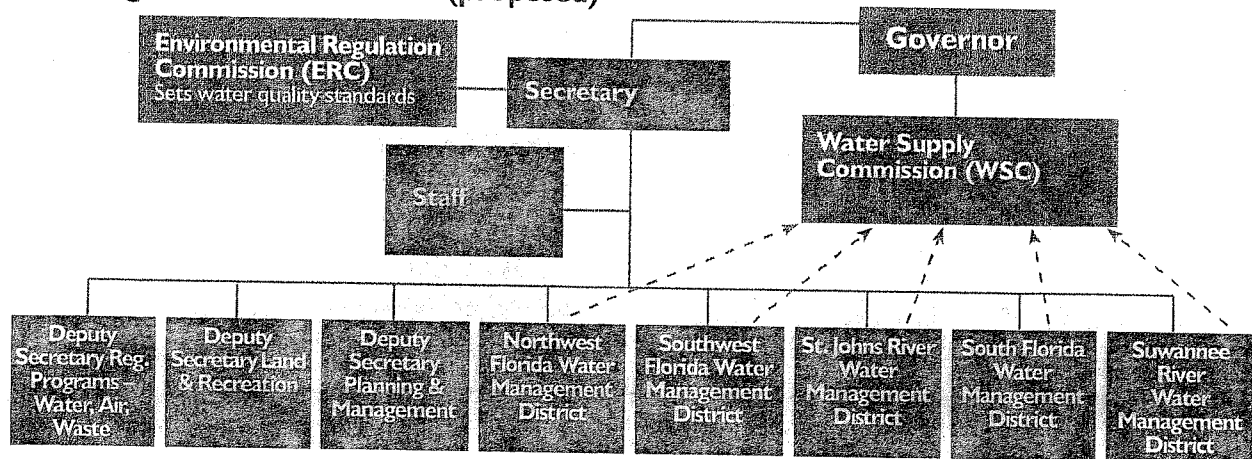 (proposed)
Environmental Regulation
Commission (ERC)
Sets water quality standards
Secretary
Governor
Water Supply
Commission (WSC)
Staff
Deputy
Secretary Reg.
Programs –
Water, Air,
Waste
Deputy
Secretary Land
& Recreation
Deputy
Secretary
Planning &
Management
Northwest
Florida Water
Management
District
Southwest
Florida Water
Management
District
St. Johns River
Water
Management
District
South Florida
Water
Management
District
Suwannee
River
Water
Management
District